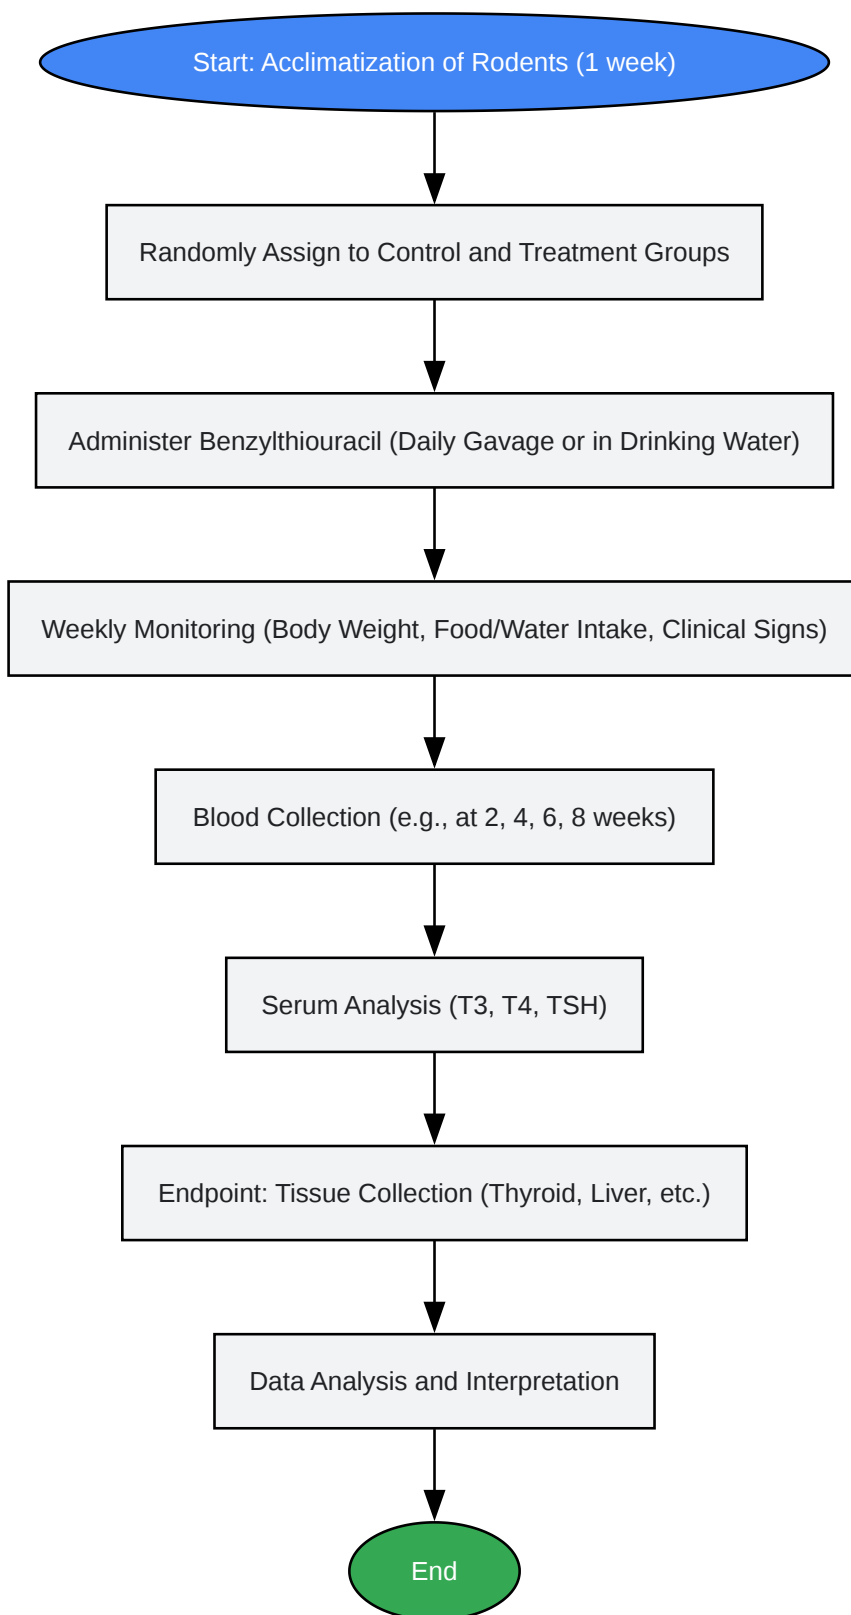 Start: Acclimatization of Rodents (1 week)
Randomly Assign to Control and Treatment Groups
Administer Benzylthiouracil (Daily Gavage or in Drinking Water)
Weekly Monitoring (Body Weight, Food/Water Intake, Clinical Signs)
Blood Collection (e.g., at 2, 4, 6, 8 weeks)
Serum Analysis (T3, T4, TSH)
Endpoint: Tissue Collection (Thyroid, Liver, etc.)
Data Analysis and Interpretation
End